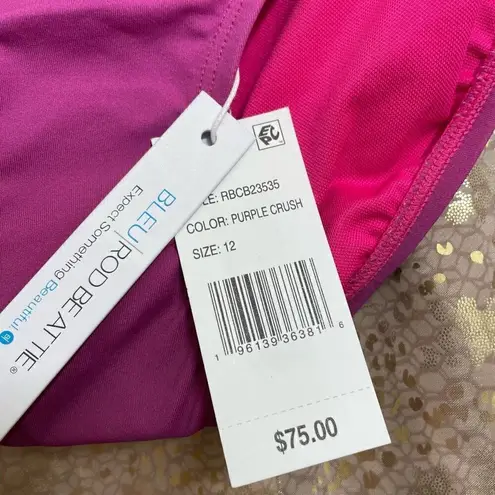 BLEU | ROD BEATTIE®
Expect Something Beautiful
EPC
LE: RBCB23535
COLOR: PURPLE CRUSH
SIZE: 12
1 96139 36381 6
$75.00